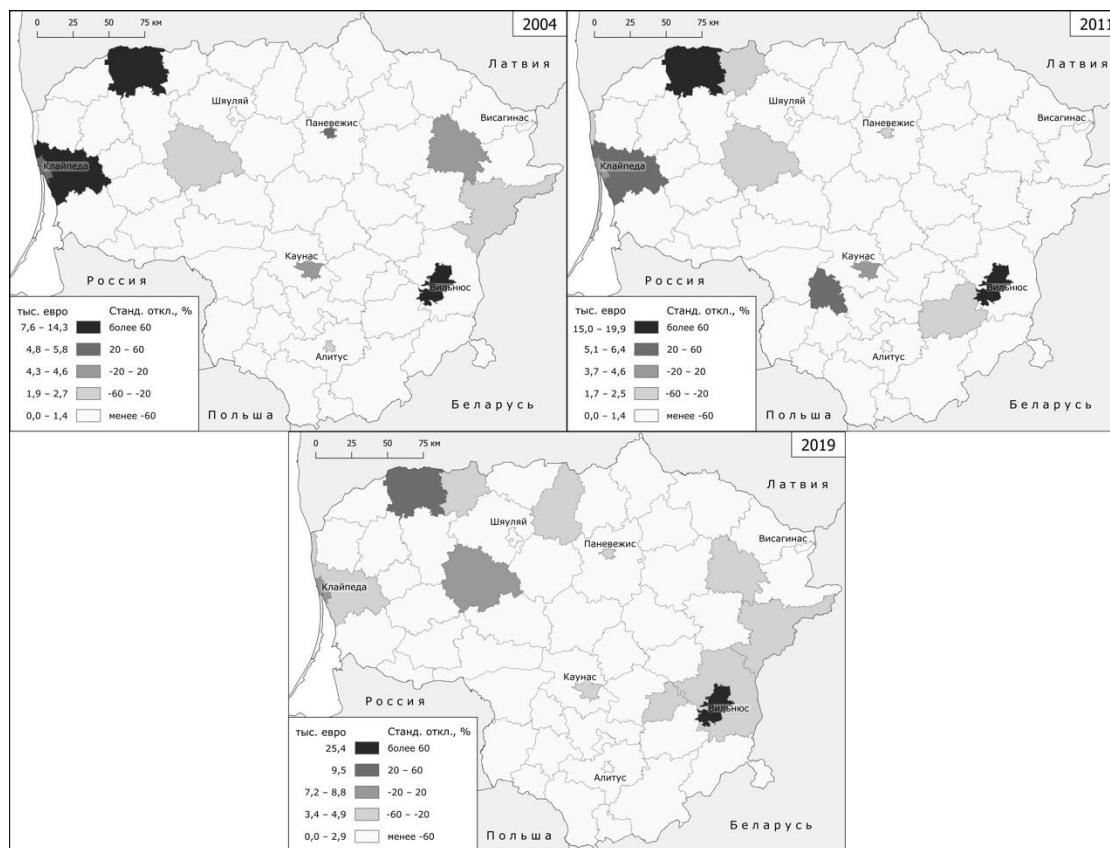 0 25 50 75 км
2004
Латвия
Шяуляй
Паневежис
Висагинас
Клайпеда
Каунас
Россия
Вильнюс
Алитус
Польша
Беларусь
тыс. евро Станд. откл., %
7,6 – 14,3 более 60
4,8 – 5,8 20 – 60
4,3 – 4,6 -20 – 20
1,9 – 2,7 -60 – -20
0,0 – 1,4 менее -60
0 25 50 75 км
2011
Латвия
Шяуляй
Паневежис
Висагинас
Клайпеда
Каунас
Россия
Вильнюс
Алитус
Польша
Беларусь
тыс. евро Станд. откл., %
15,0 – 19,9 более 60
5,1 – 6,4 20 – 60
3,7 – 4,6 -20 – 20
1,7 – 2,5 -60 – -20
0,0 – 1,4 менее -60
0 25 50 75 км
2019
Латвия
Шяуляй
Паневежис
Висагинас
Клайпеда
Каунас
Россия
Вильнюс
Алитус
Польша
Беларусь
тыс. евро Станд. откл., %
25,4 более 60
9,5 20 – 60
7,2 – 8,8 -20 – 20
3,4 – 4,9 -60 – -20
0,0 – 2,9 менее -60